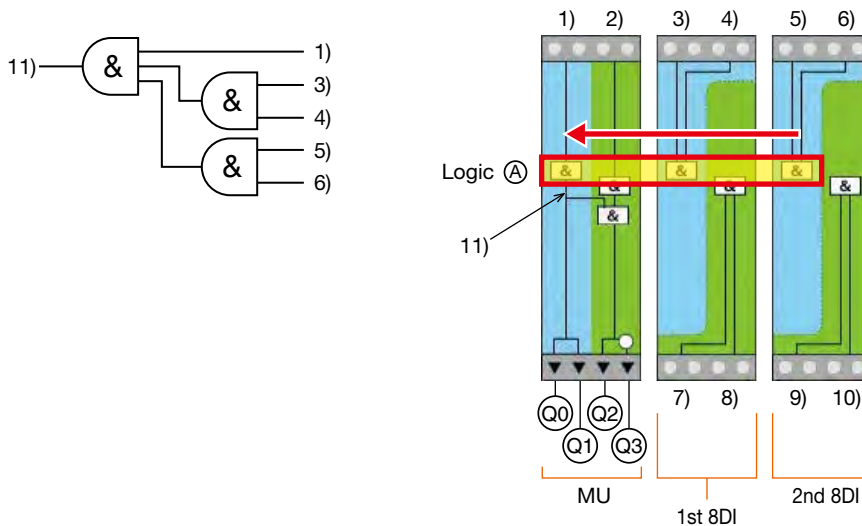 1) 2) 3) 4) 5) 6)
11) & 1)
& 3)
4)
& 5)
6)
Logic Ⓐ & & &
& & &
&
11)
7) 8) 9) 10)
Q0 Q2
Q1 Q3
MU 2nd 8DI
1st 8DI